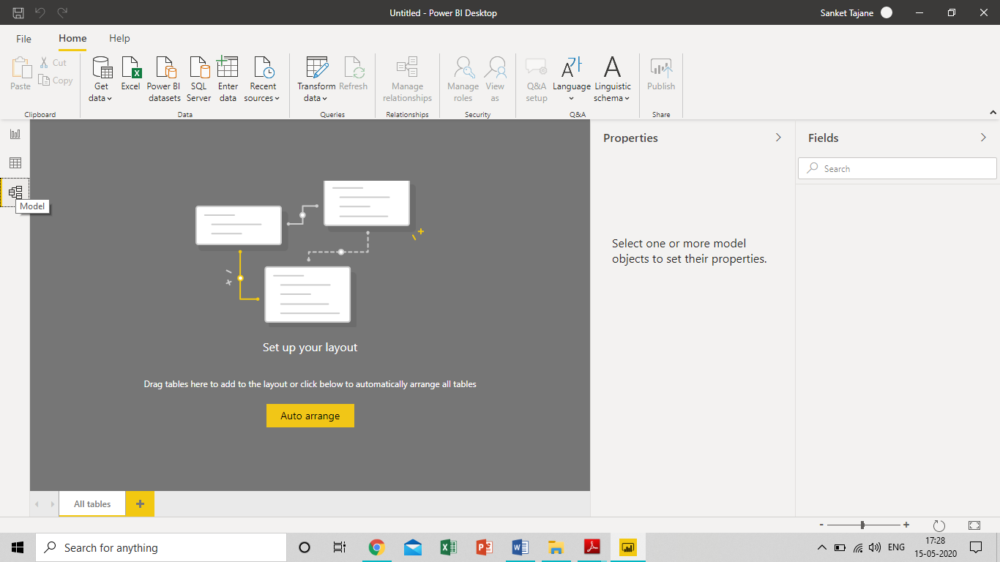 Untitled - Power BI Desktop
Sanket Tajane
File
Home
Help
Paste
Cut
Copy
Clipboard
Get data
Excel
Power BI datasets
SQL Server
Enter data
Recent sources
Data
Transform data
Refresh
Queries
Manage relationships
Relationships
Manage roles
View as
Security
Q&A setup
Language
Linguistic schema
Q&A
Publish
Share
Model
Set up your layout
Drag tables here to add to the layout or click below to automatically arrange all tables
Auto arrange
Properties
Select one or more model
objects to set their properties.
Fields
Search
All tables
Search for anything
ENG
17:28
15-05-2020